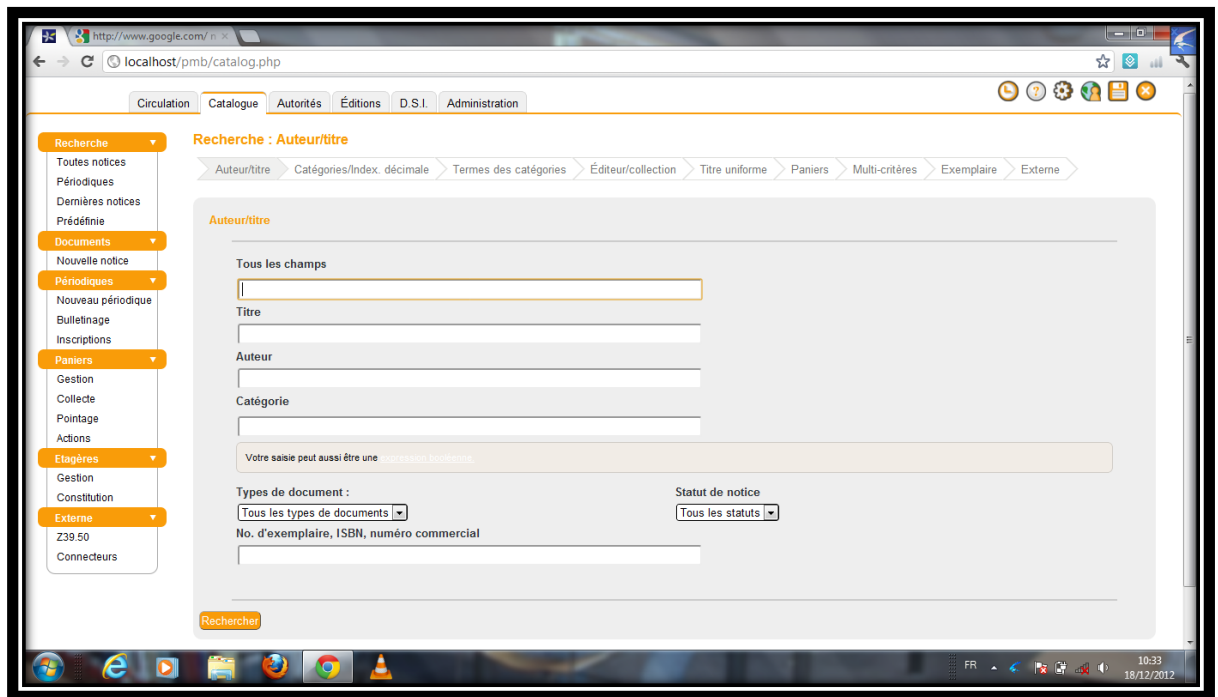 http://www.google.com/ n
localhost/pmb/catalog.php
Circulation Catalogue Autorités Éditions D.S.I. Administration
Recherche
Toutes notices
Périodiques
Dernières notices
Prédéfinie
Documents
Nouvelle notice
Périodiques
Nouveau périodique
Bulletinage
Inscriptions
Paniers
Gestion
Collecte
Pointage
Actions
Etagères
Gestion
Constitution
Externe
Z39.50
Connecteurs
Recherche : Auteur/titre
Auteur/titre Catégories/Index. décimale Termes des catégories Éditeur/collection Titre uniforme Paniers Multi-critères Exemplaire Externe
Auteur/titre
Tous les champs
Titre
Auteur
Catégorie
Votre saisie peut aussi être une expression booléenne.
Types de document : Statut de notice
Tous les types de documents Tous les statuts
No. d'exemplaire, ISBN, numéro commercial
Rechercher
FR 10:33
18/12/2012